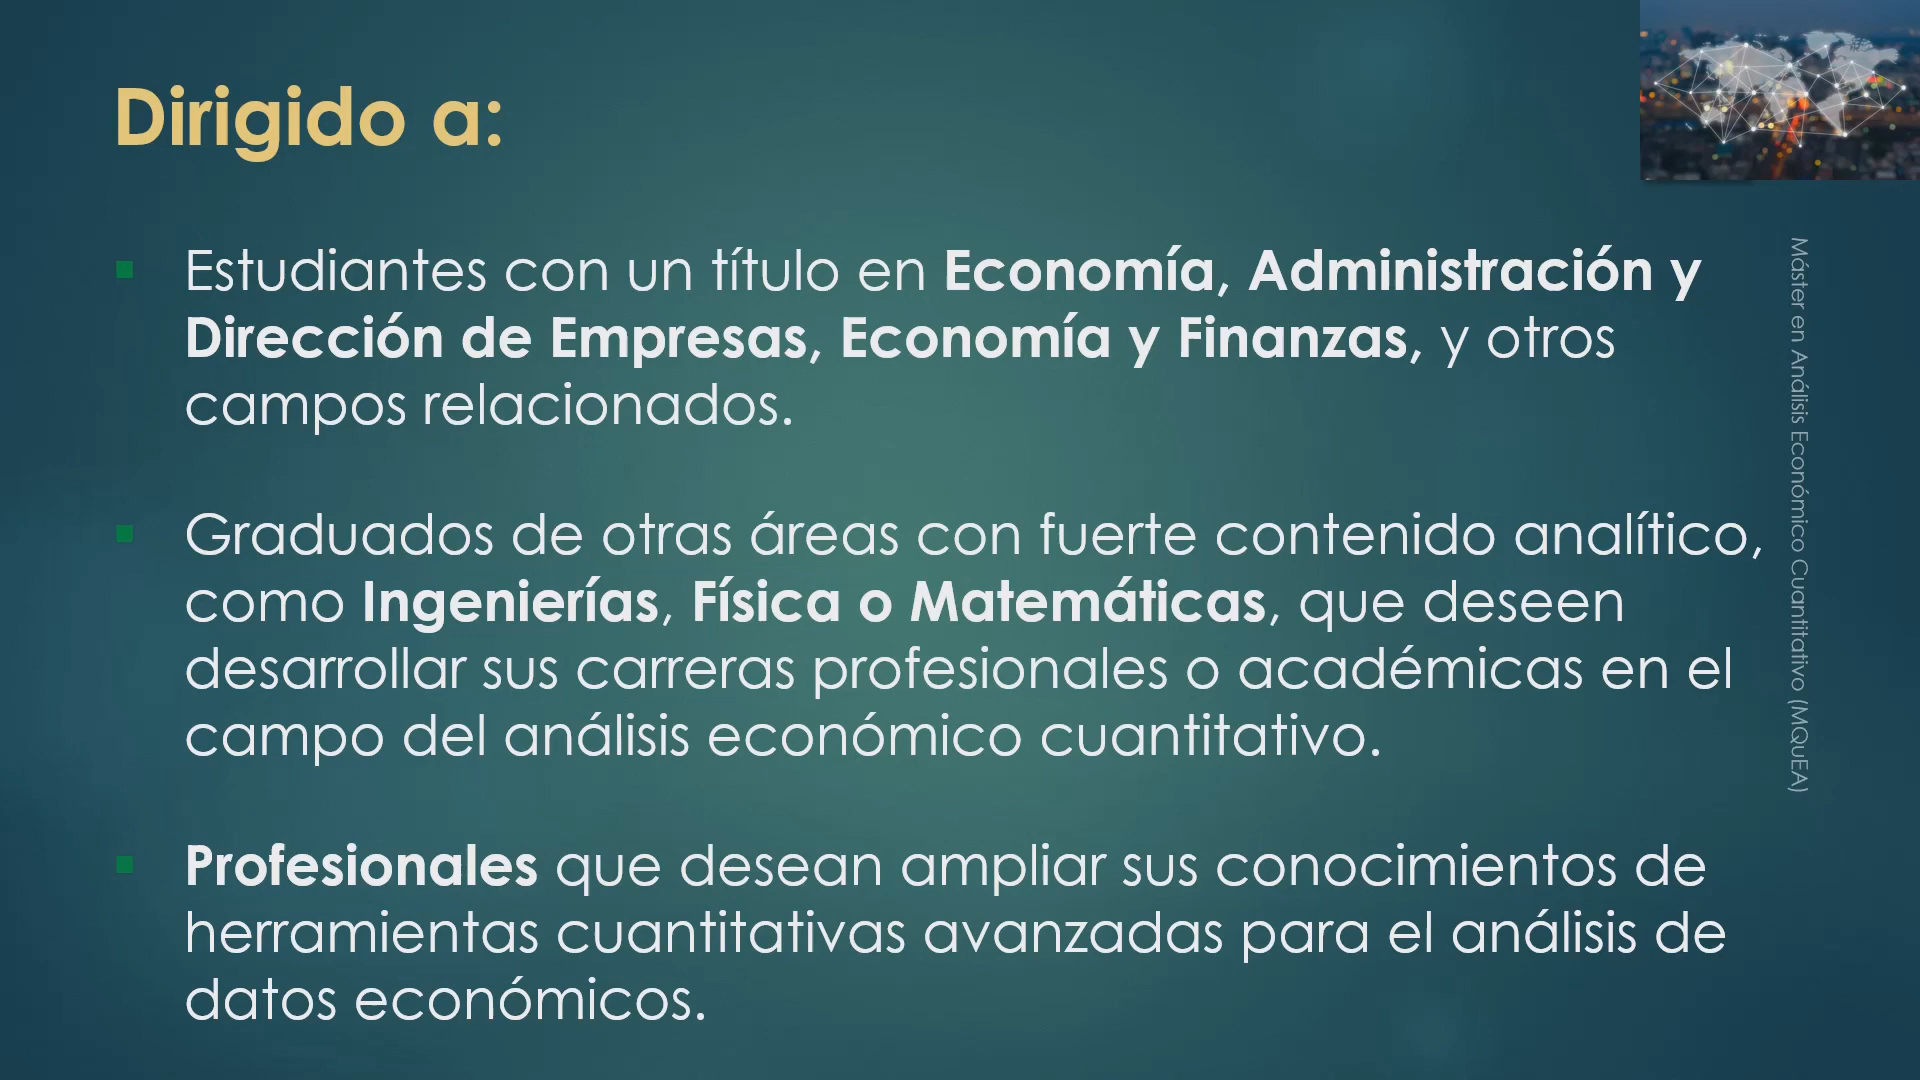 Dirigido a:
Estudiantes con un título en Economía, Administración y
Dirección de Empresas, Economía y Finanzas, y otros
campos relacionados.
Graduados de otras áreas con fuerte contenido analítico,
como Ingenierías, Física o Matemáticas, que deseen
desarrollar sus carreras profesionales o académicas en el
campo del análisis económico cuantitativo.
Profesionales que desean ampliar sus conocimientos de
herramientas cuantitativas avanzadas para el análisis de
datos económicos.
Máster en Análisis Económico Cuantitativo (MQuEA)